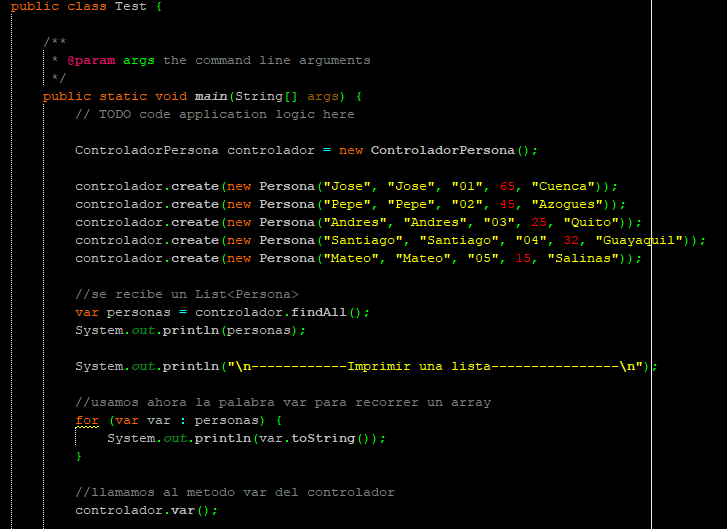 public class Test {
/**
* @param args the command line arguments
*/
public static void main(String[] args) {
// TODO code application logic here
ControladorPersona controlador = new ControladorPersona();
controlador.create(new Persona("Jose", "Jose", "01", 65, "Cuenca"));
controlador.create(new Persona("Pepe", "Pepe", "02", 45, "Azogues"));
controlador.create(new Persona("Andres", "Andres", "03", 25, "Quito"));
controlador.create(new Persona("Santiago", "Santiago", "04", 32, "Guayaquil"));
controlador.create(new Persona("Mateo", "Mateo", "05", 15, "Salinas"));
//se recibe un List<Persona>
var personas = controlador.findAll();
System.out.println(personas);
System.out.println("\n------------Imprimir una lista----------------\n");
//usamos ahora la palabra var para recorrer un array
for (var var : personas) {
System.out.println(var.toString());
}
//llamamos al metodo var del controlador
controlador.var();